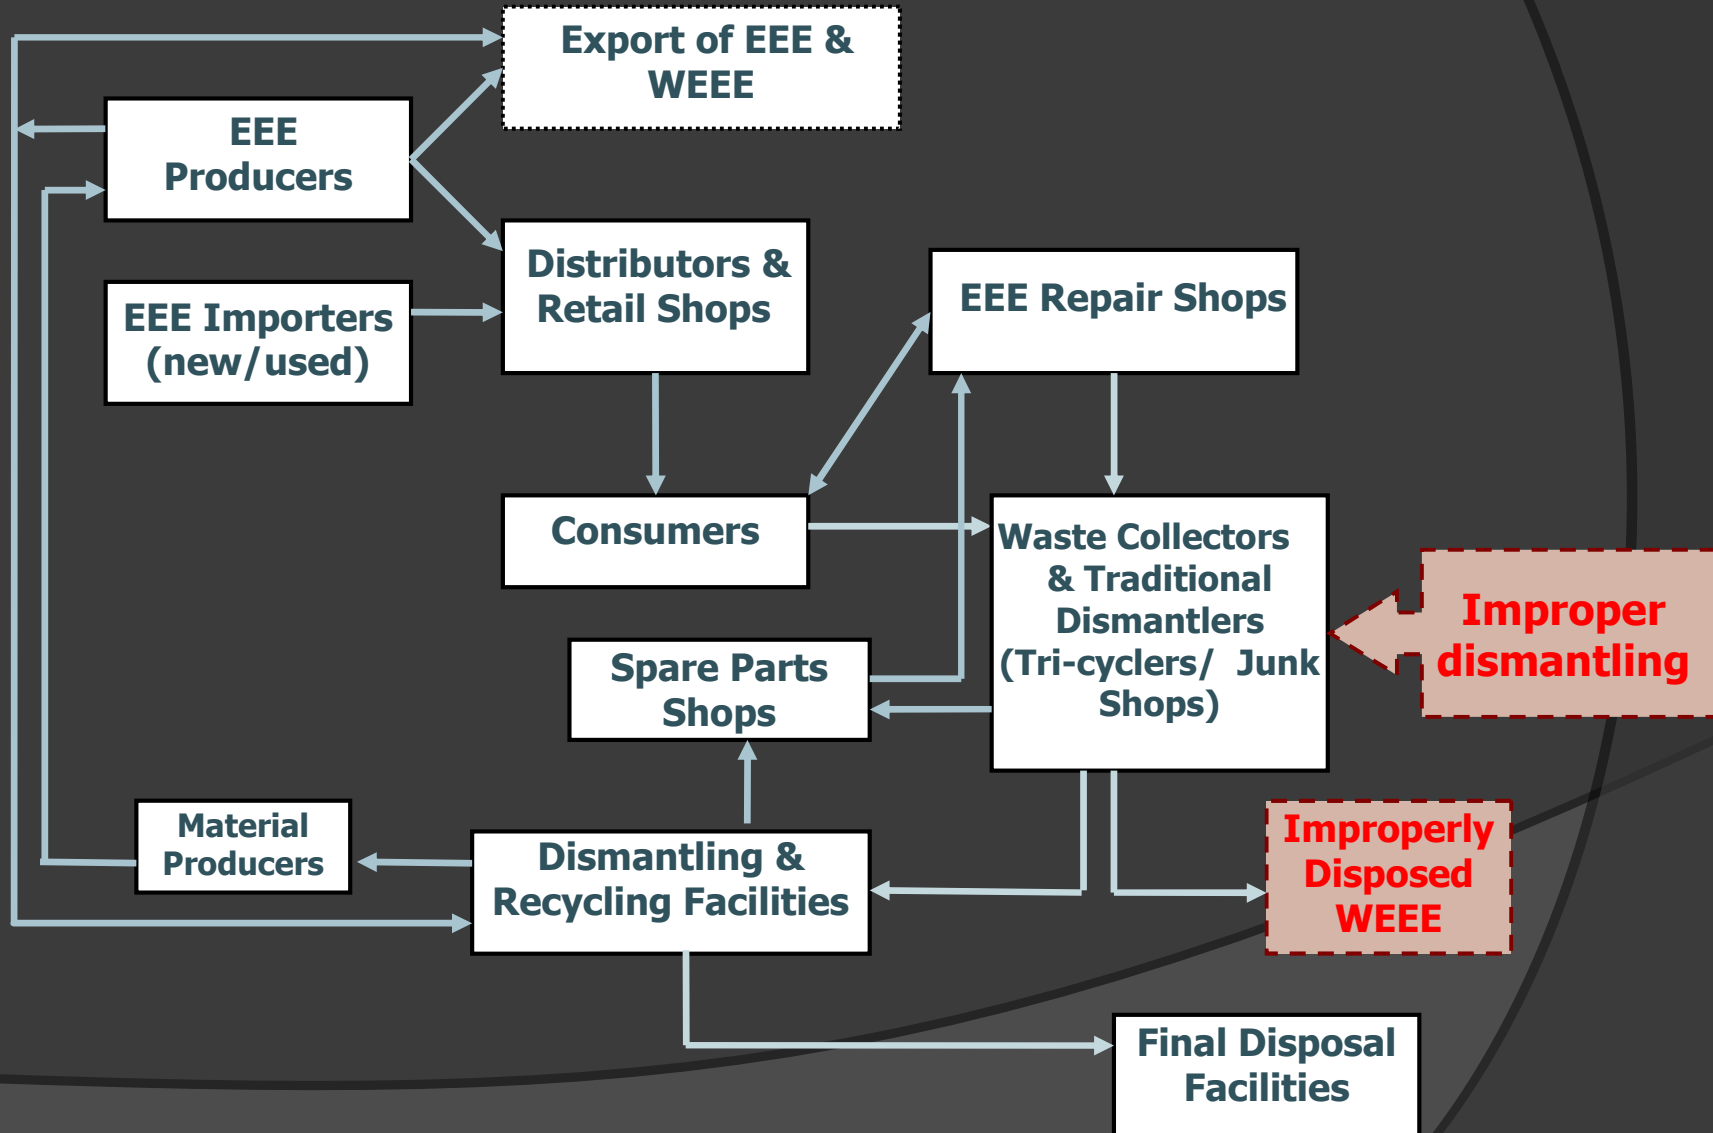 Export of EEE &
WEEE
EEE
Producers
Distributors &
Retail Shops
EEE Repair Shops
EEE Importers
(new/used)
Consumers
Waste Collectors
& Traditional
Dismantlers
(Tri-cyclers/ Junk
Shops)
Improper
dismantling
Spare Parts
Shops
Material
Producers
Dismantling &
Recycling Facilities
Improperly
Disposed
WEEE
Final Disposal
Facilities